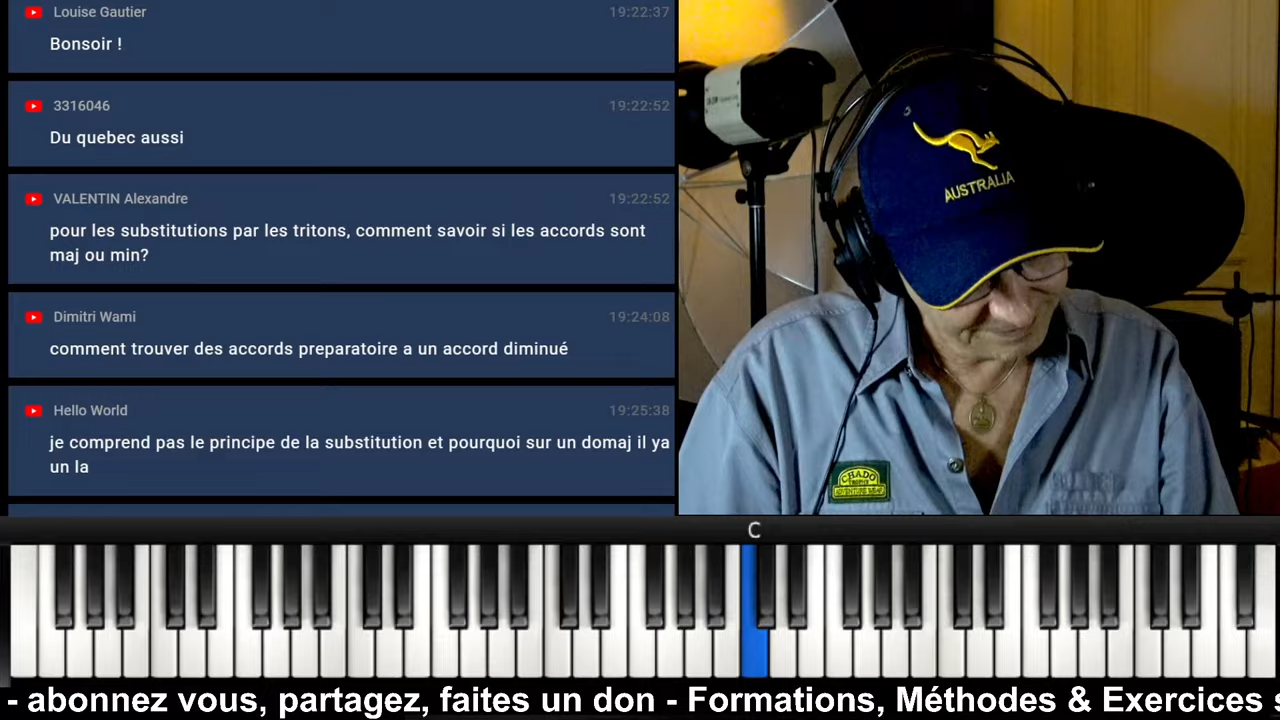 Louise Gautier 19:22:37
Bonsoir !
3316046 19:22:52
Du quebec aussi
VALENTIN Alexandre 19:22:52
pour les substitutions par les tritons, comment savoir si les accords sont
maj ou min?
Dimitri Wami 19:24:08
comment trouver des accords preparatoire a un accord diminué
Hello World 19:25:38
je comprend pas le principe de la substitution et pourquoi sur un domaj il ya
un la
AUSTRALIA
CHADO
C
- abonnez vous, partagez, faites un don - Formations, Méthodes & Exercices s